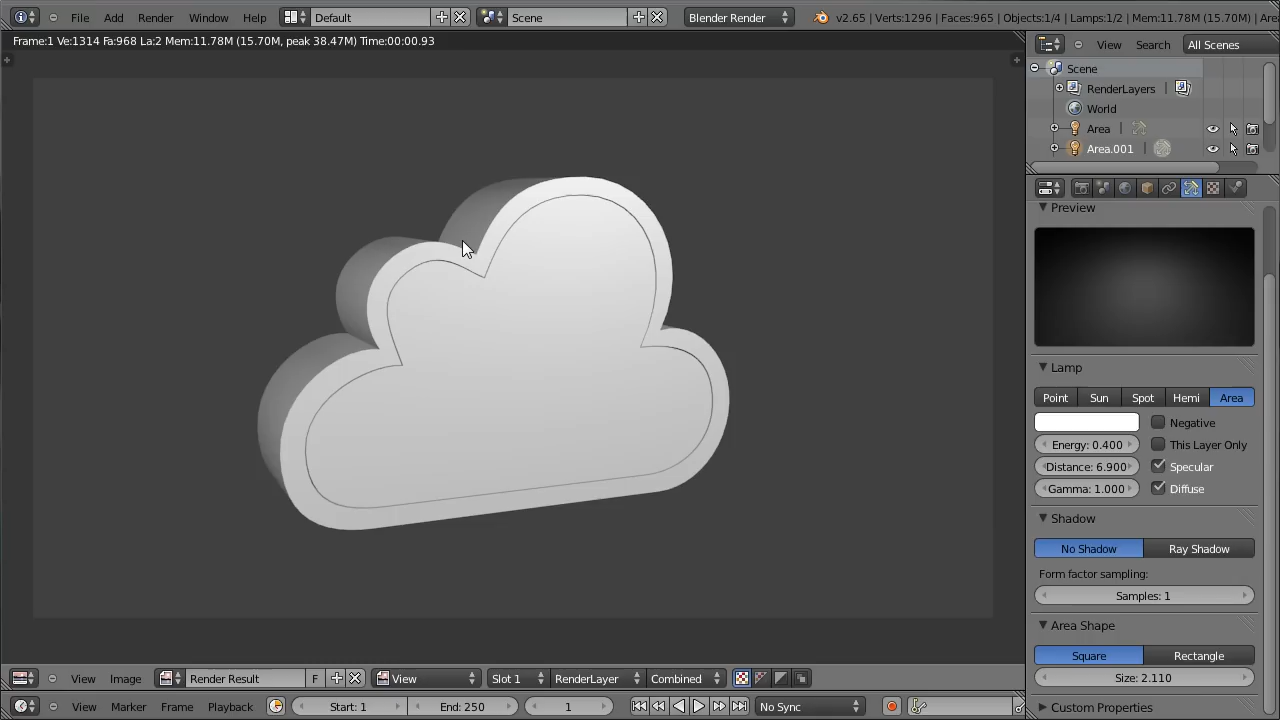 File Add Render Window Help Default Scene Blender Render v2.65 | Verts:1296 | Faces:965 | Objects:1/4 | Lamps:1/2 | Mem:11.78M (15.70M) | Are
Frame:1 Ve:1314 Fa:968 La:2 Mem:11.78M (15.70M, peak 38.47M) Time:00:00.93
View Search All Scenes
Scene
RenderLayers
World
Area
Area.001
Preview
Lamp
Point Sun Spot Hemi Area
Negative
Energy: 0.400 This Layer Only
Distance: 6.900 Specular
Gamma: 1.000 Diffuse
Shadow
No Shadow Ray Shadow
Form factor sampling:
Samples: 1
Area Shape
Square Rectangle
Size: 2.110
Custom Properties
View Image Render Result F View Slot 1 RenderLayer Combined
View Marker Frame Playback Start: 1 End: 250 1 No Sync